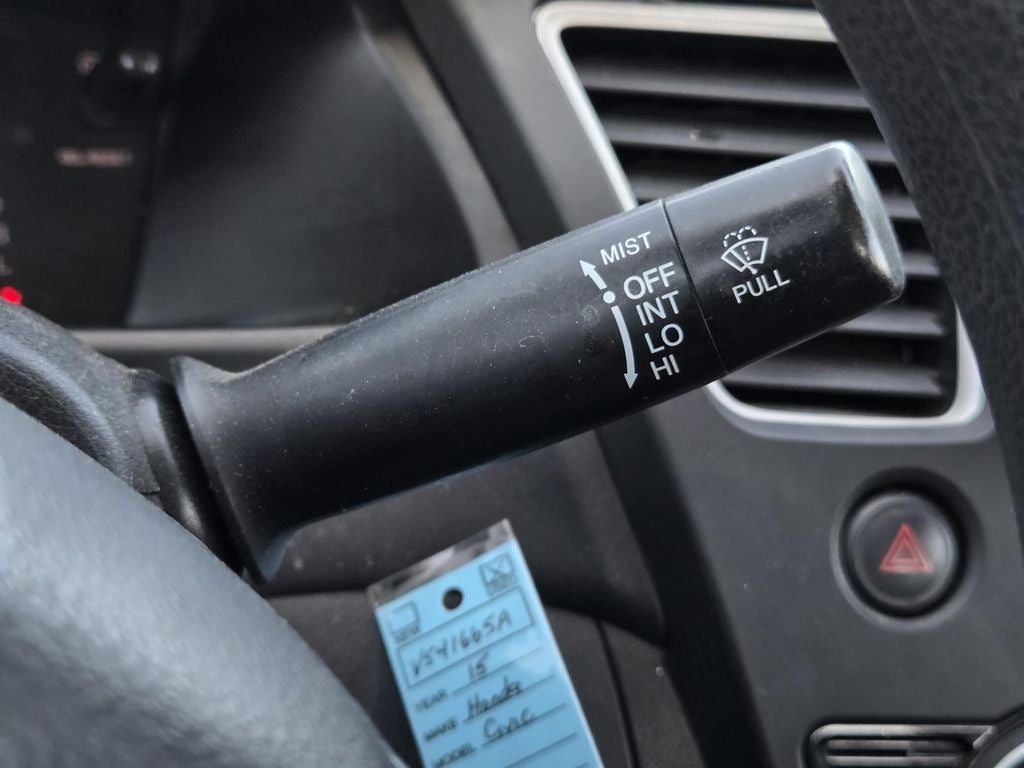 MIST
OFF
INT
LO
HI
PULL
VS41665A
YEAR 15
MAKE Honda
MODEL Civic